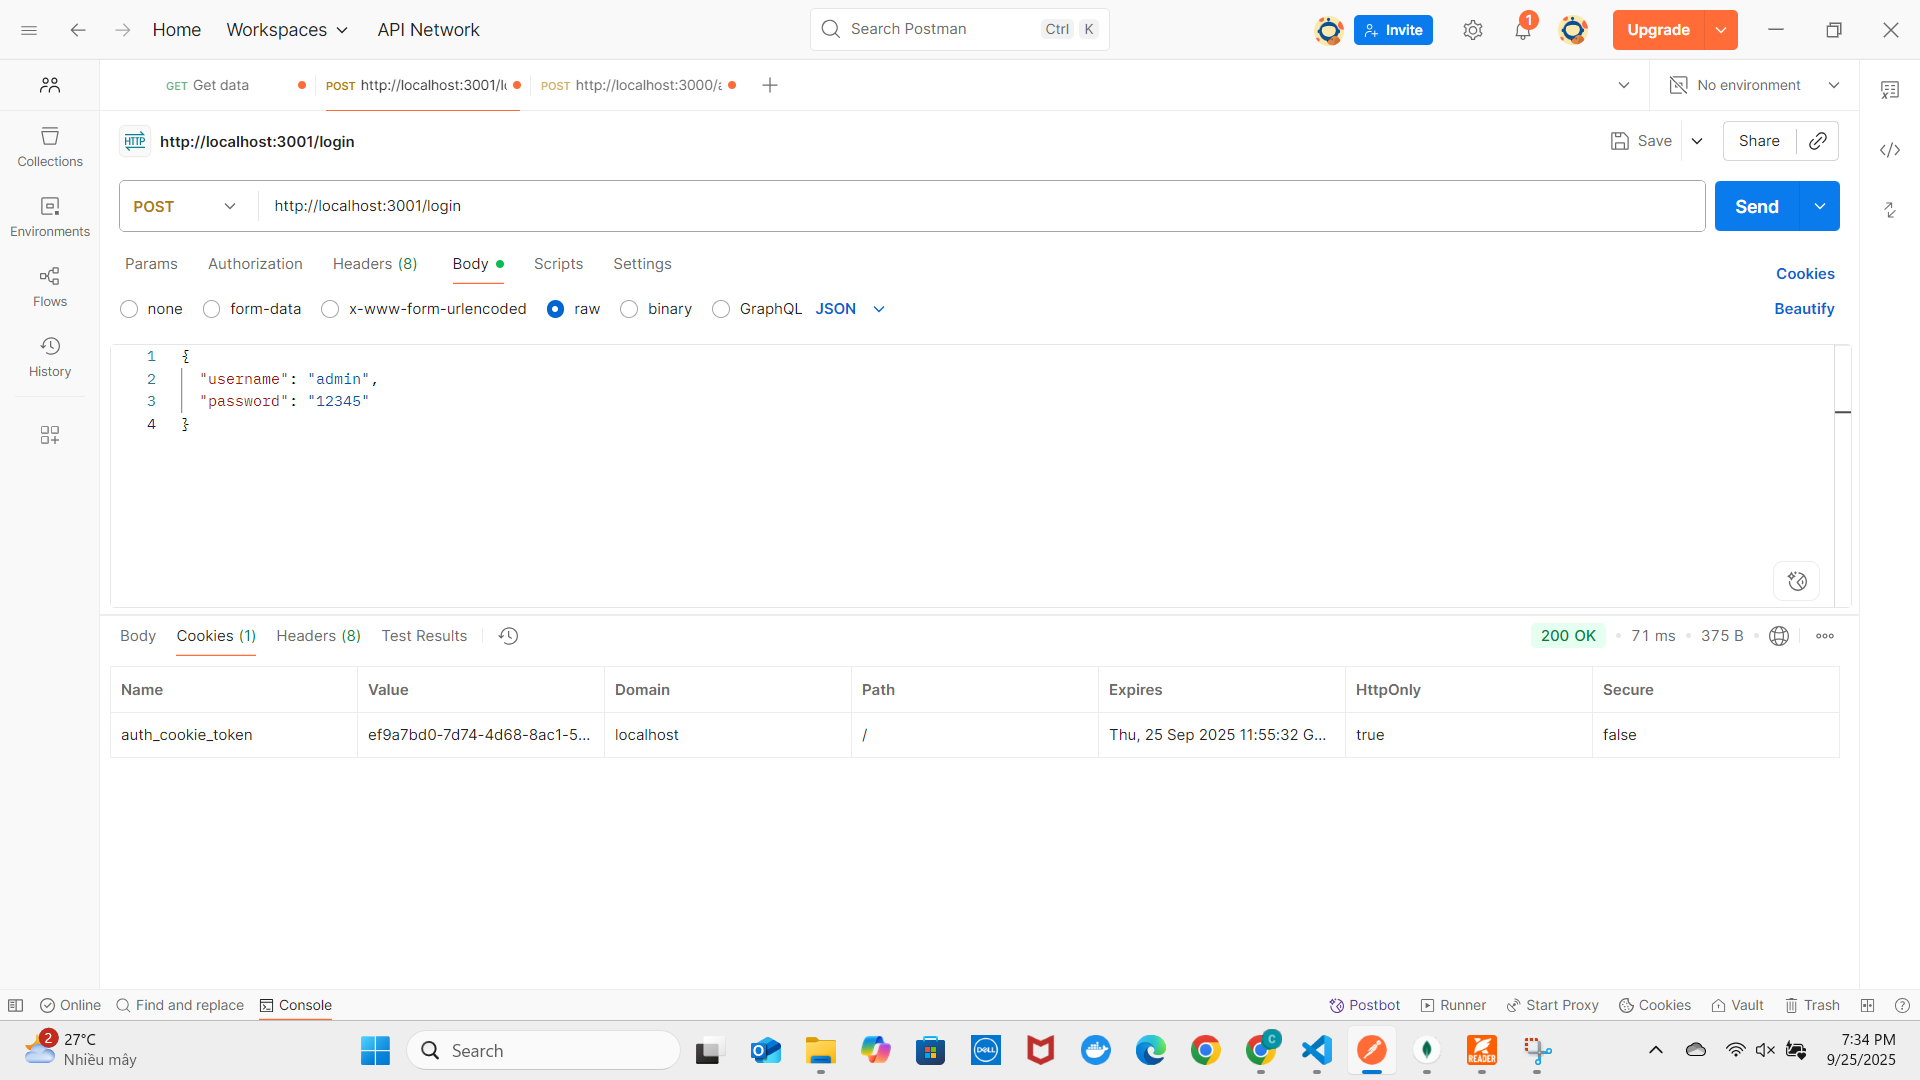 Home Workspaces API Network Search Postman Ctrl K Invite 1 Upgrade
GET Get data POST http://localhost:3001/l POST http://localhost:3000/a No environment
HTTP http://localhost:3001/login Save Share
POST http://localhost:3001/login Send
Collections
Environments
Flows
History
Params Authorization Headers (8) Body Scripts Settings Cookies
none form-data x-www-form-urlencoded raw binary GraphQL JSON Beautify
1 {
2 "username": "admin",
3 "password": "12345"
4 }
Body Cookies (1) Headers (8) Test Results 200 OK 71 ms 375 B
Name Value Domain Path Expires HttpOnly Secure
auth_cookie_token ef9a7bd0-7d74-4d68-8ac1-5... localhost / Thu, 25 Sep 2025 11:55:32 G... true false
Online Find and replace Console Postbot Runner Start Proxy Cookies Vault Trash
2 27°C
Nhiều mây
Search
DELL
C
READER
7:34 PM
9/25/2025